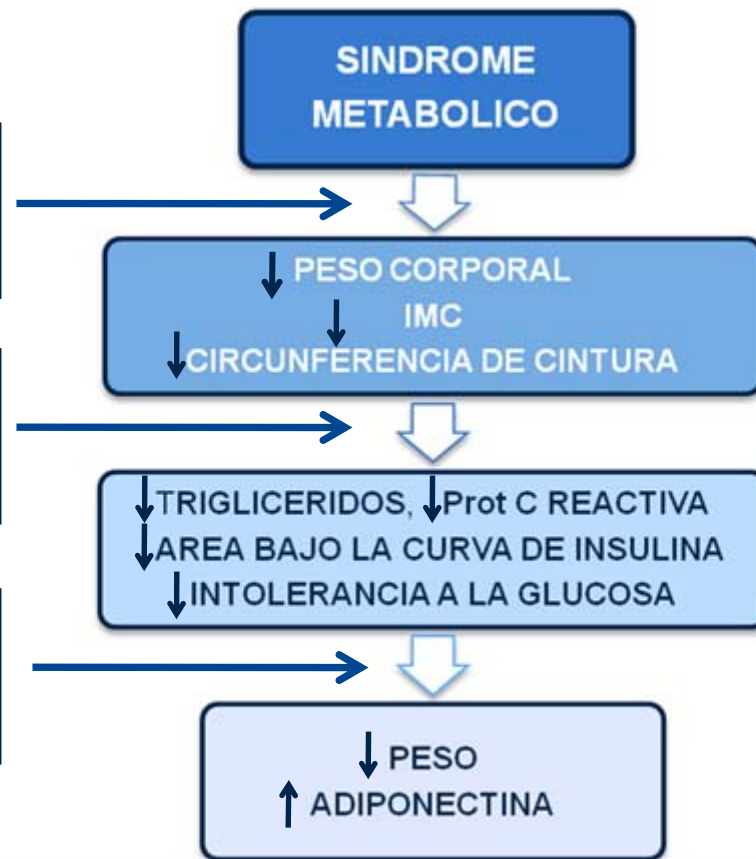 SINDROME
METABOLICO
↓ PESO CORPORAL
↓ IMC
↓ CIRCUNFERENCIA DE CINTURA
↓ TRIGLICERIDOS, ↓ Prot C REACTIVA
↓ AREA BAJO LA CURVA DE INSULINA
↓ INTOLERANCIA A LA GLUCOSA
↓ PESO
↑ ADIPONECTINA